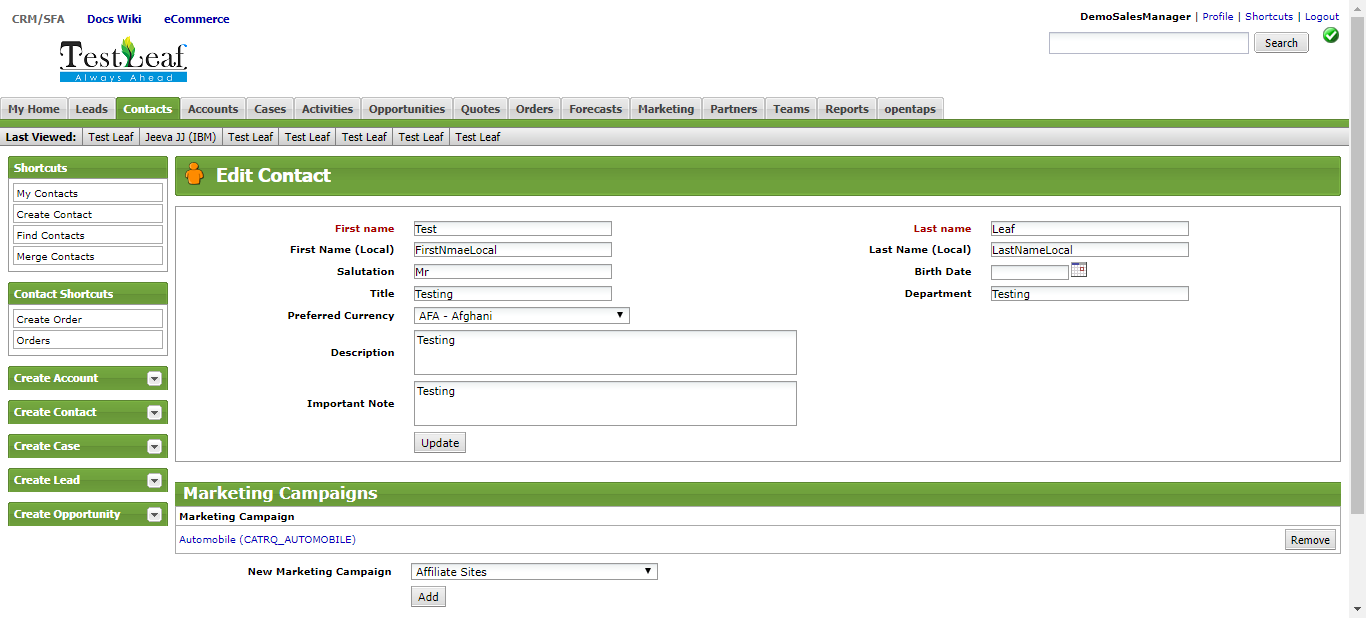 CRM/SFA Docs Wiki eCommerce
DemoSalesManager | Profile | Shortcuts | Logout
Search
TestLeaf
Always Ahead
My Home Leads Contacts Accounts Cases Activities Opportunities Quotes Orders Forecasts Marketing Partners Teams Reports opentaps
Last Viewed: Test Leaf Jeeva JJ (IBM) Test Leaf Test Leaf Test Leaf Test Leaf Test Leaf
Shortcuts
My Contacts
Create Contact
Find Contacts
Merge Contacts
Contact Shortcuts
Create Order
Orders
Create Account
Create Contact
Create Case
Create Lead
Create Opportunity
Edit Contact
First name Test Last name Leaf
First Name (Local) FirstNmaeLocal Last Name (Local) LastNameLocal
Salutation Mr Birth Date
Title Testing Department Testing
Preferred Currency AFA - Afghani
Description Testing
Important Note Testing
Update
Marketing Campaigns
Marketing Campaign
Automobile (CATRQ_AUTOMOBILE) Remove
New Marketing Campaign Affiliate Sites
Add